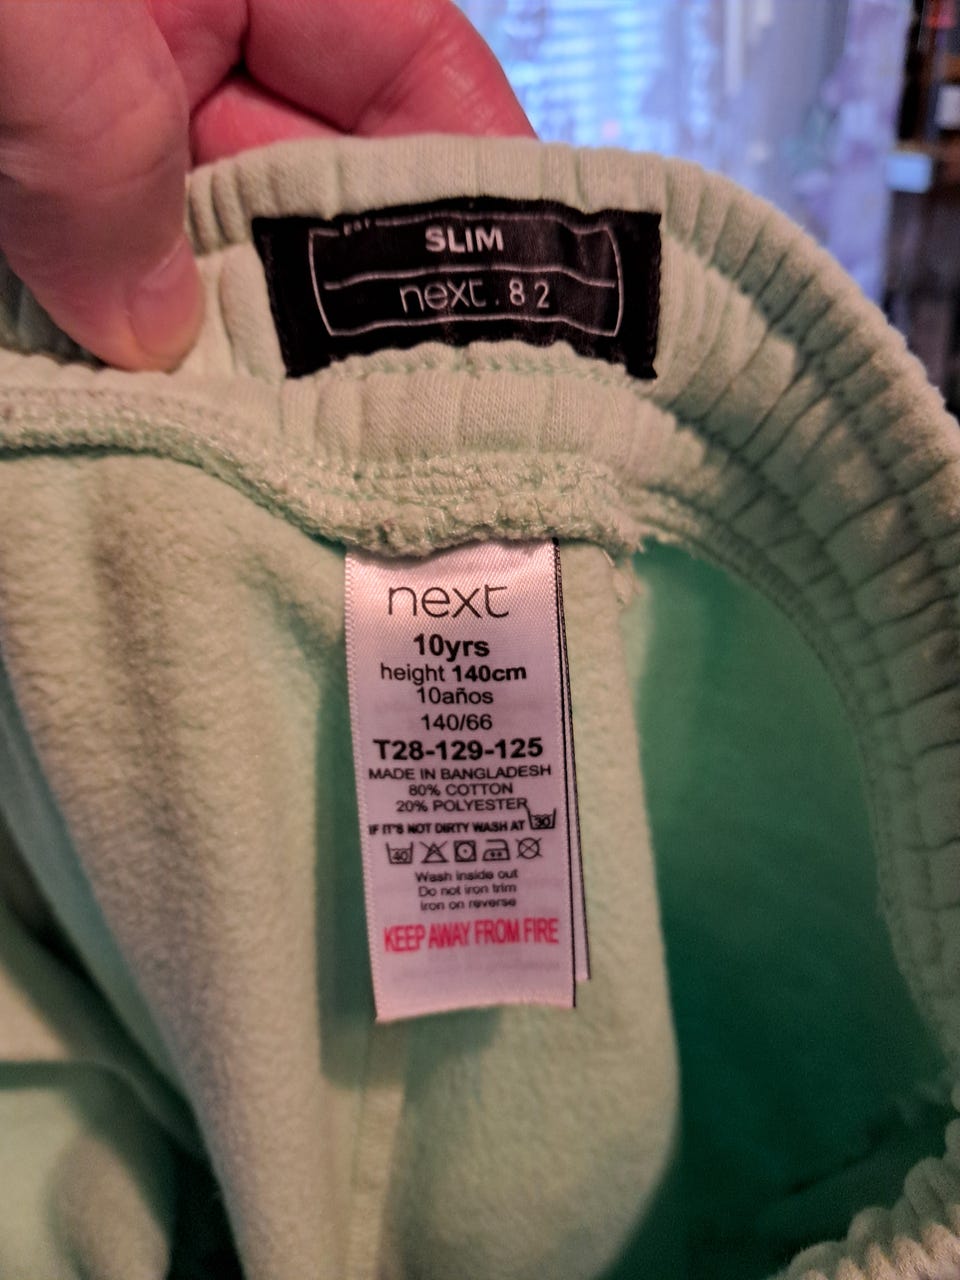 EST
SLIM
next.82
next
10yrs
height 140cm
10años
140/66
T28-129-125
MADE IN BANGLADESH
80% COTTON
20% POLYESTER
IF IT'S NOT DIRTY WASH AT 30
40
Wash inside out
Do not iron trim
Iron on reverse
KEEP AWAY FROM FIRE